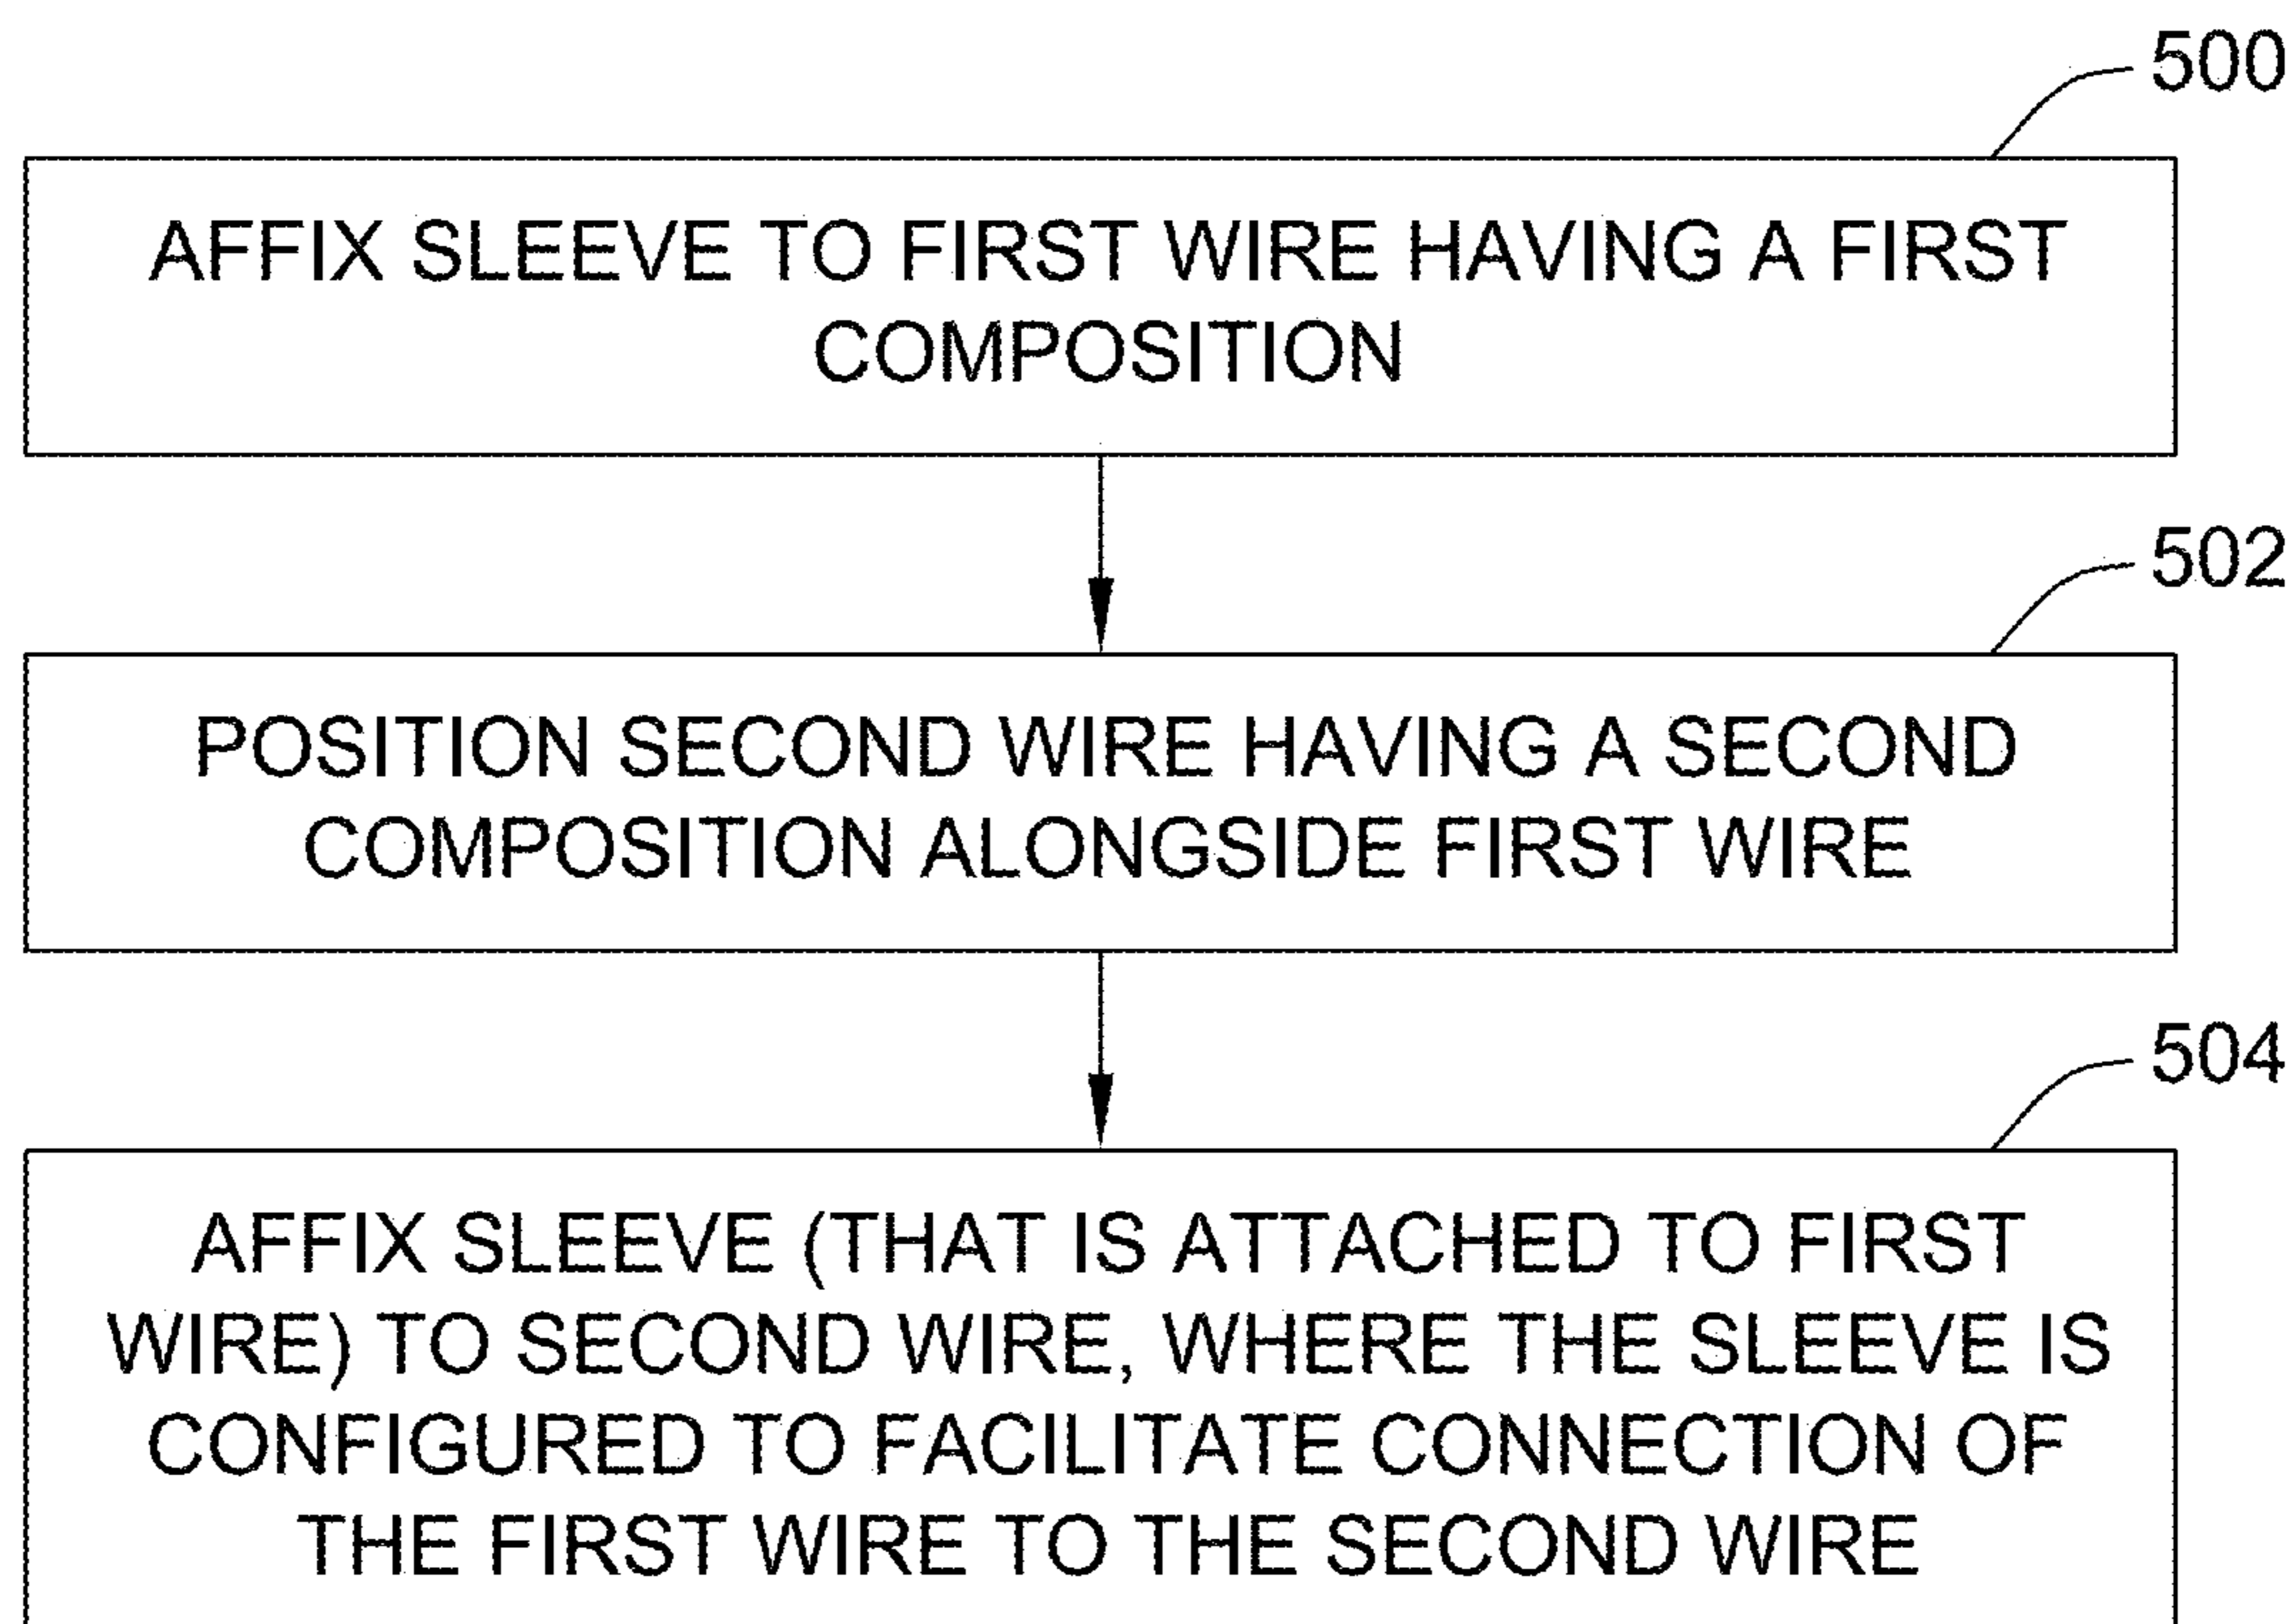 500
AFFIX SLEEVE TO FIRST WIRE HAVING A FIRST
COMPOSITION
502
POSITION SECOND WIRE HAVING A SECOND
COMPOSITION ALONGSIDE FIRST WIRE
504
AFFIX SLEEVE (THAT IS ATTACHED TO FIRST
WIRE) TO SECOND WIRE, WHERE THE SLEEVE IS
CONFIGURED TO FACILITATE CONNECTION OF
THE FIRST WIRE TO THE SECOND WIRE